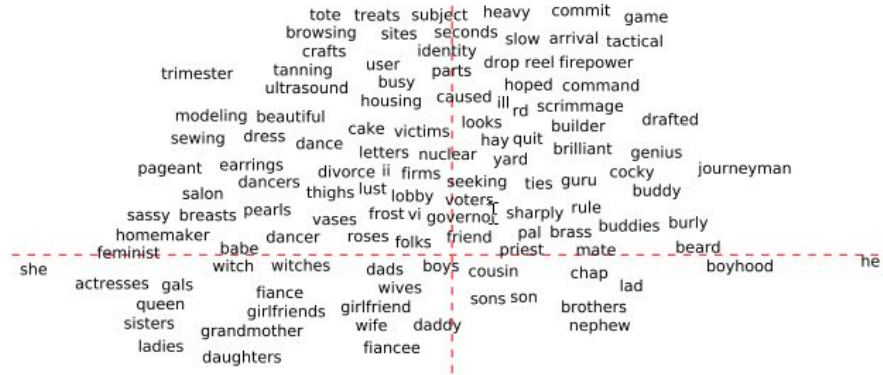 tote treats subject heavy commit game
browsing sites seconds slow arrival tactical
crafts identity
trimester tanning user parts drop reel firepower
ultrasound busy hoped command
housing caused ill rd scrimmage
modeling beautiful looks builder drafted
sewing dress dance cake victims hay quit
letters nuclear yard brilliant genius
pageant earrings divorce ii firms cocky journeyman
salon dancers thighs lust lobby seeking ties guru buddy
voters
sassy breasts pearls vases frost vi governor sharply rule
homemaker dancer roses folks friend pal brass buddies burly
feminist babe priest mate beard
she witch witches dads boys cousin chap boyhood he
actresses gals wives lad
queen fiance girlfriends girlfriend sons son brothers
sisters grandmother wife daddy nephew
ladies daughters fiancee